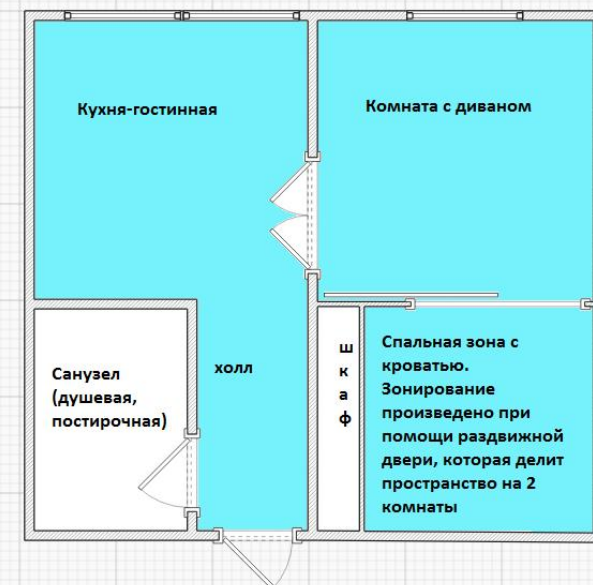 Кухня-гостинная
Комната с диваном
Санузел
(душевая,
постирочная)
холл
ш
к
а
ф
Спальная зона с
кроватью.
Зонирование
произведено при
помощи раздвижной
двери, которая делит
пространство на 2
комнаты